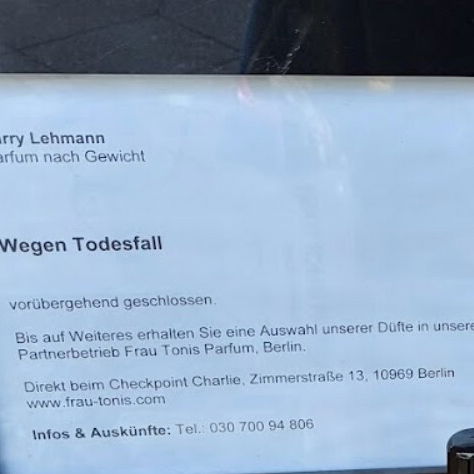 rry Lehmann
arfum nach Gewicht
Wegen Todesfall
vorübergehend geschlossen.
Bis auf Weiteres erhalten Sie eine Auswahl unserer Düfte in unsere
Partnerbetrieb Frau Tonis Parfum, Berlin.
Direkt beim Checkpoint Charlie, Zimmerstraße 13, 10969 Berlin
www.frau-tonis.com
Infos & Auskünfte: Tel.: 030 700 94 806